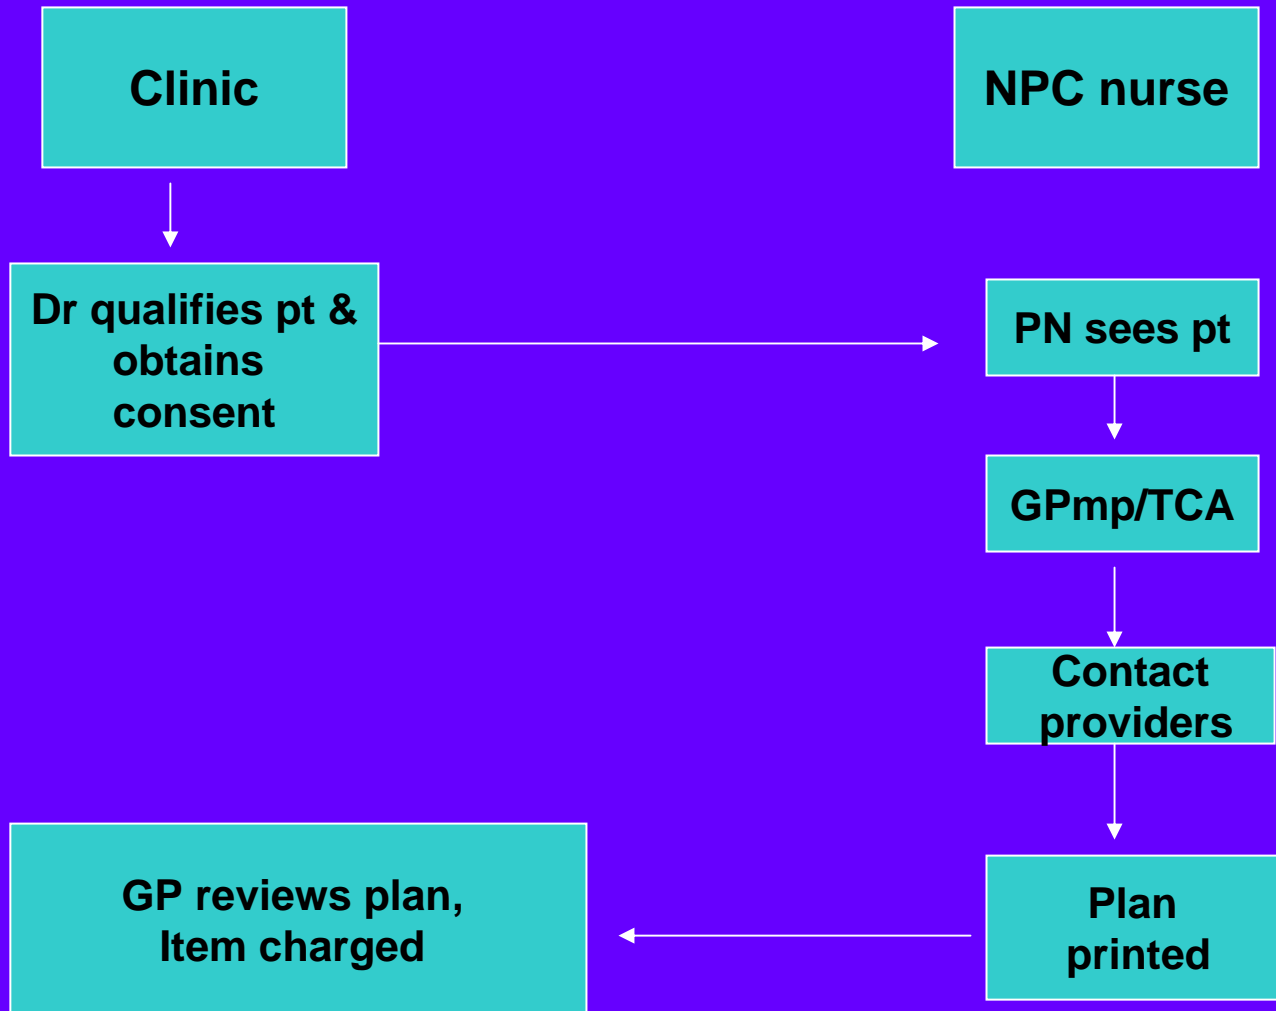 Clinic
NPC nurse
Dr qualifies pt &
obtains
consent
PN sees pt
GPmp/TCA
Contact
providers
Plan
printed
GP reviews plan,
Item charged